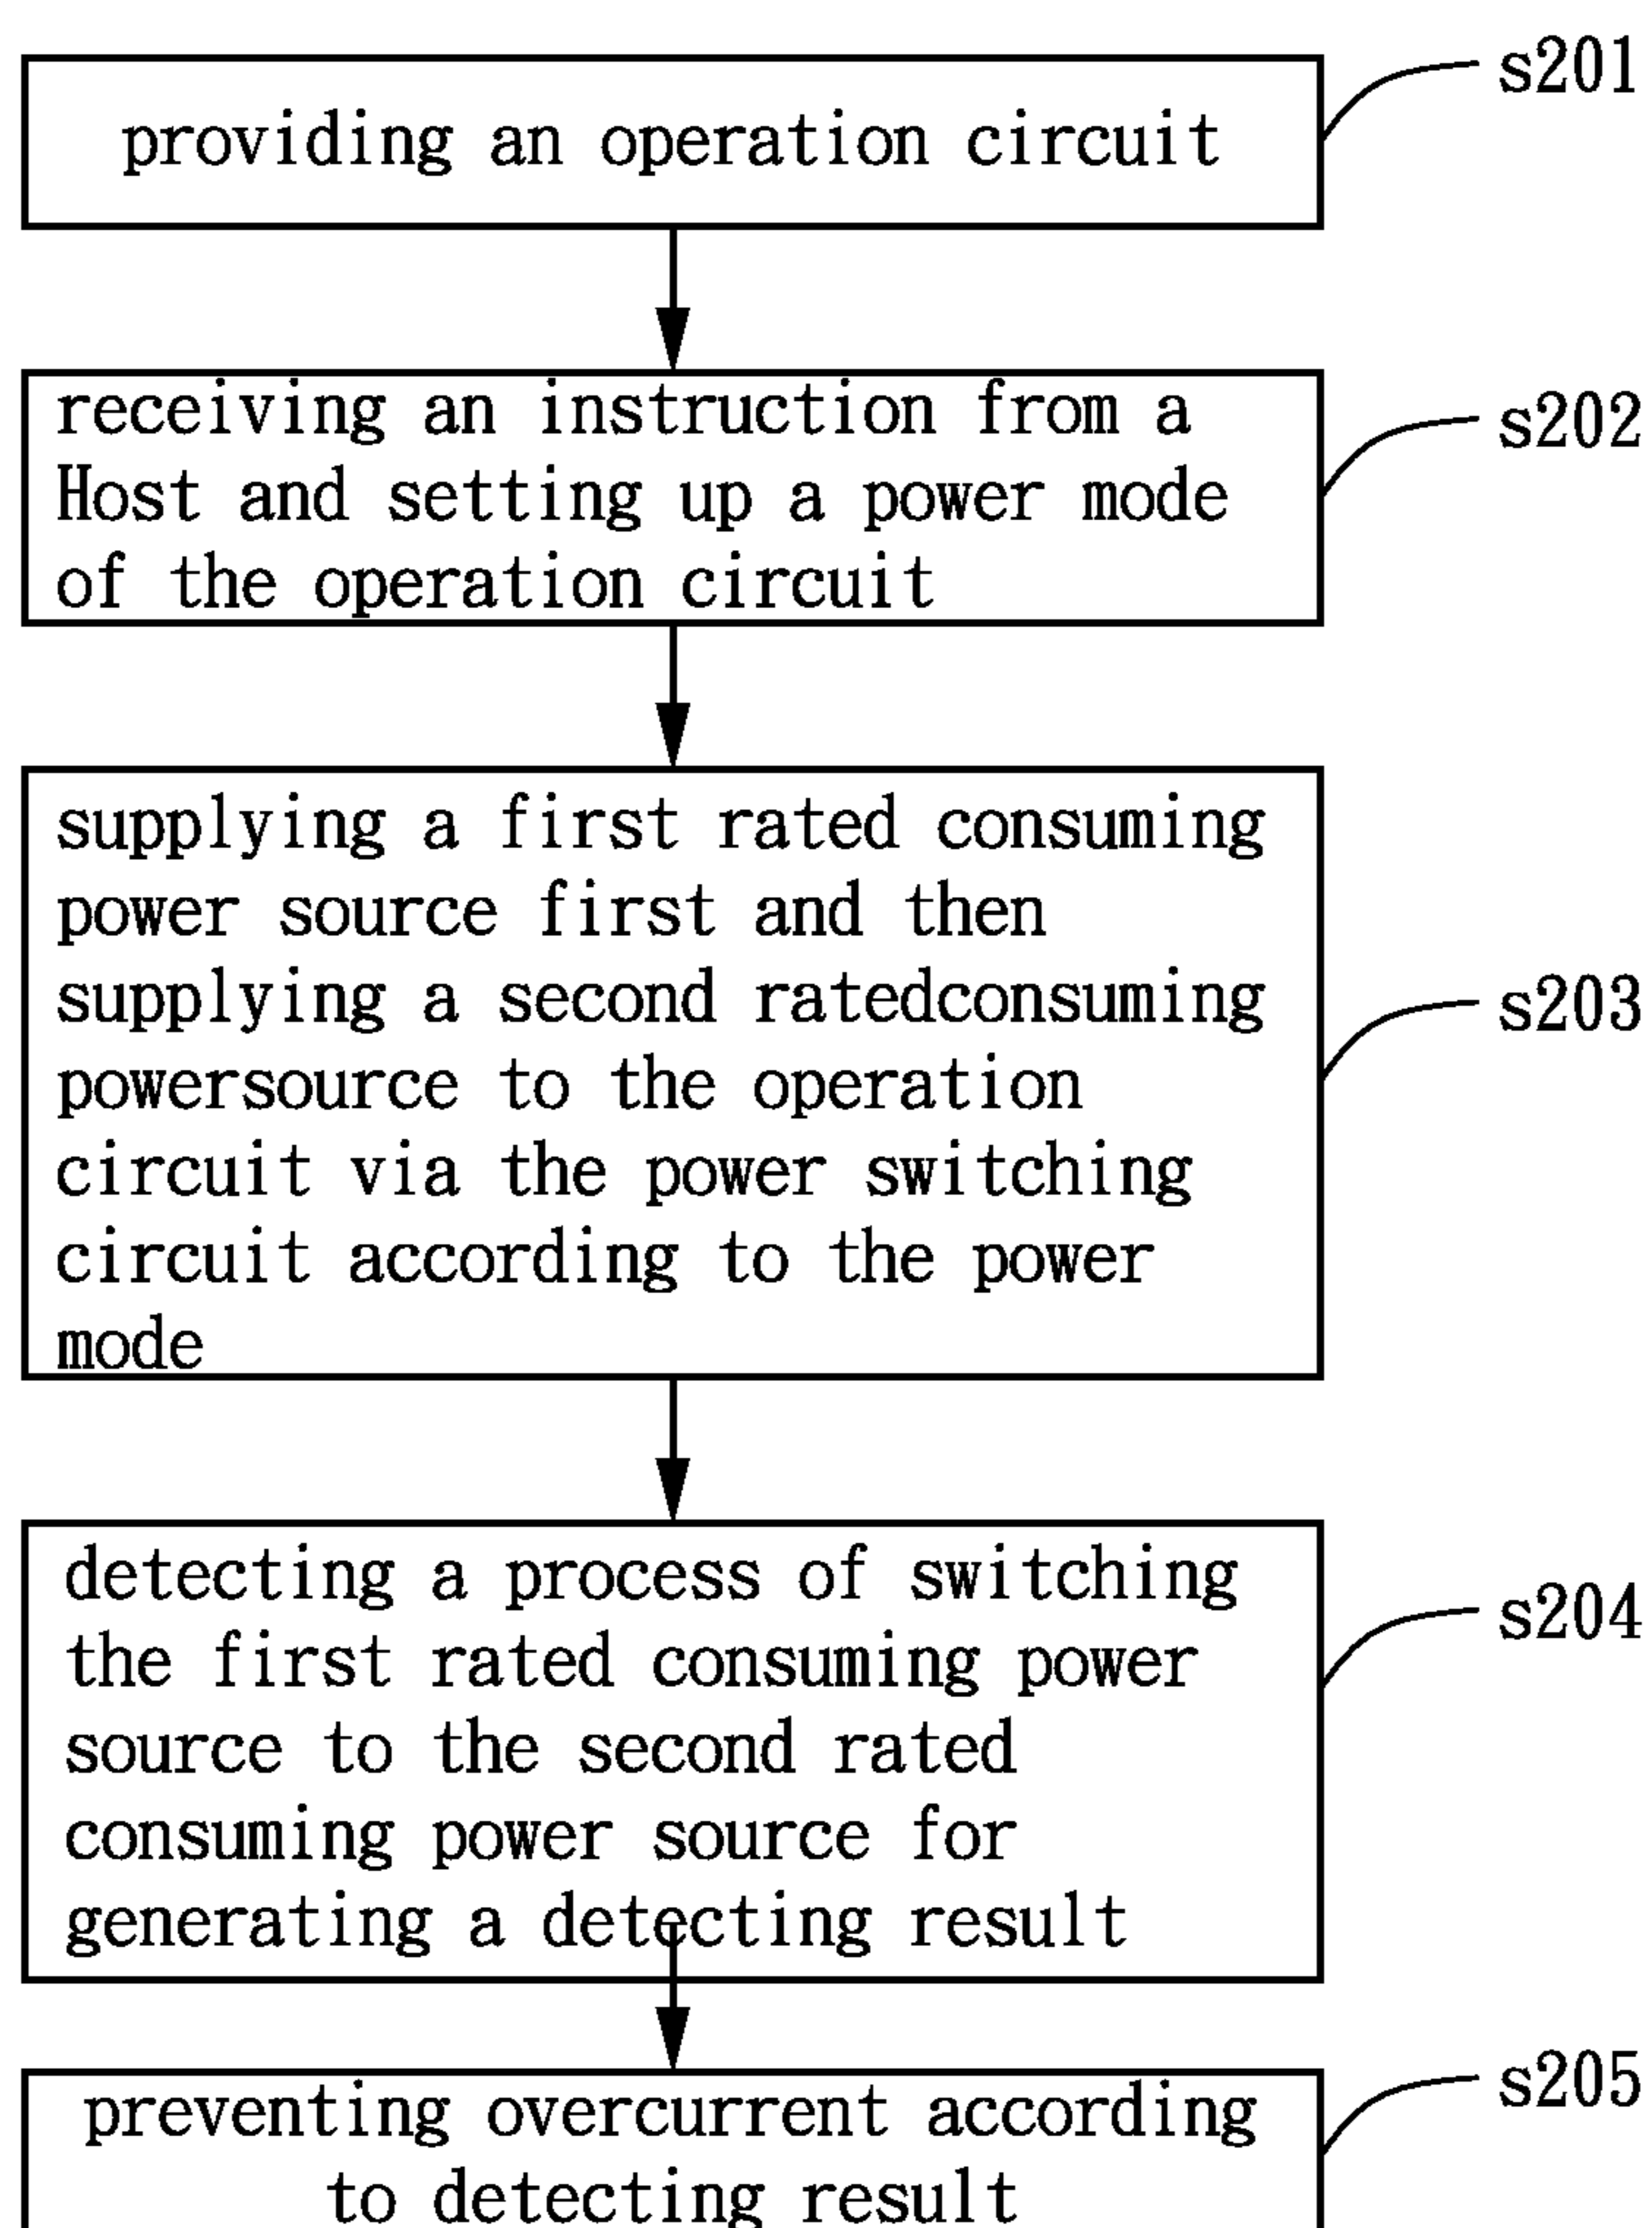 s201
providing an operation circuit
receiving an instruction from a
s202
Host and setting up a power mode
of the operation circuit
supplying a first rated consuming
power source first and then
supplying a second ratedconsuming
s203
powersource to the operation
circuit via the power switching
circuit according to the power
mode
detecting a process of switching
s204
the first rated consuming power
source to the second rated
consuming power source for
generating a detecting result
s205
preventing overcurrent according
to detecting result